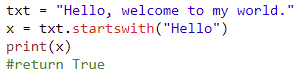 txt = "Hello, welcome to my world."
x = txt.startswith("Hello")
print(x)
#return True